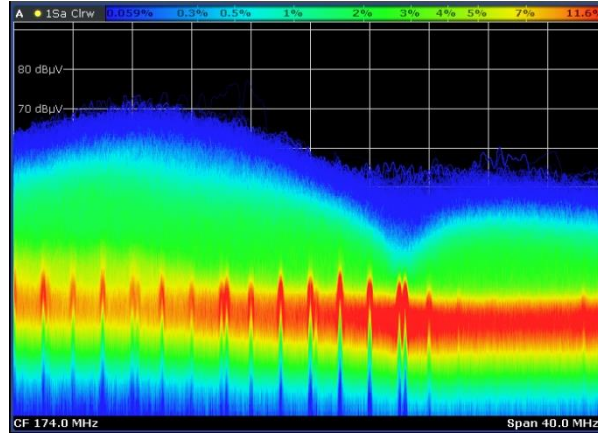 A 1Sa Clrw 0.059% 0.3% 0.5% 1% 2% 3% 4% 5% 7% 11.6%
80 dBµV
70 dBµV
CF 174.0 MHz Span 40.0 MHz